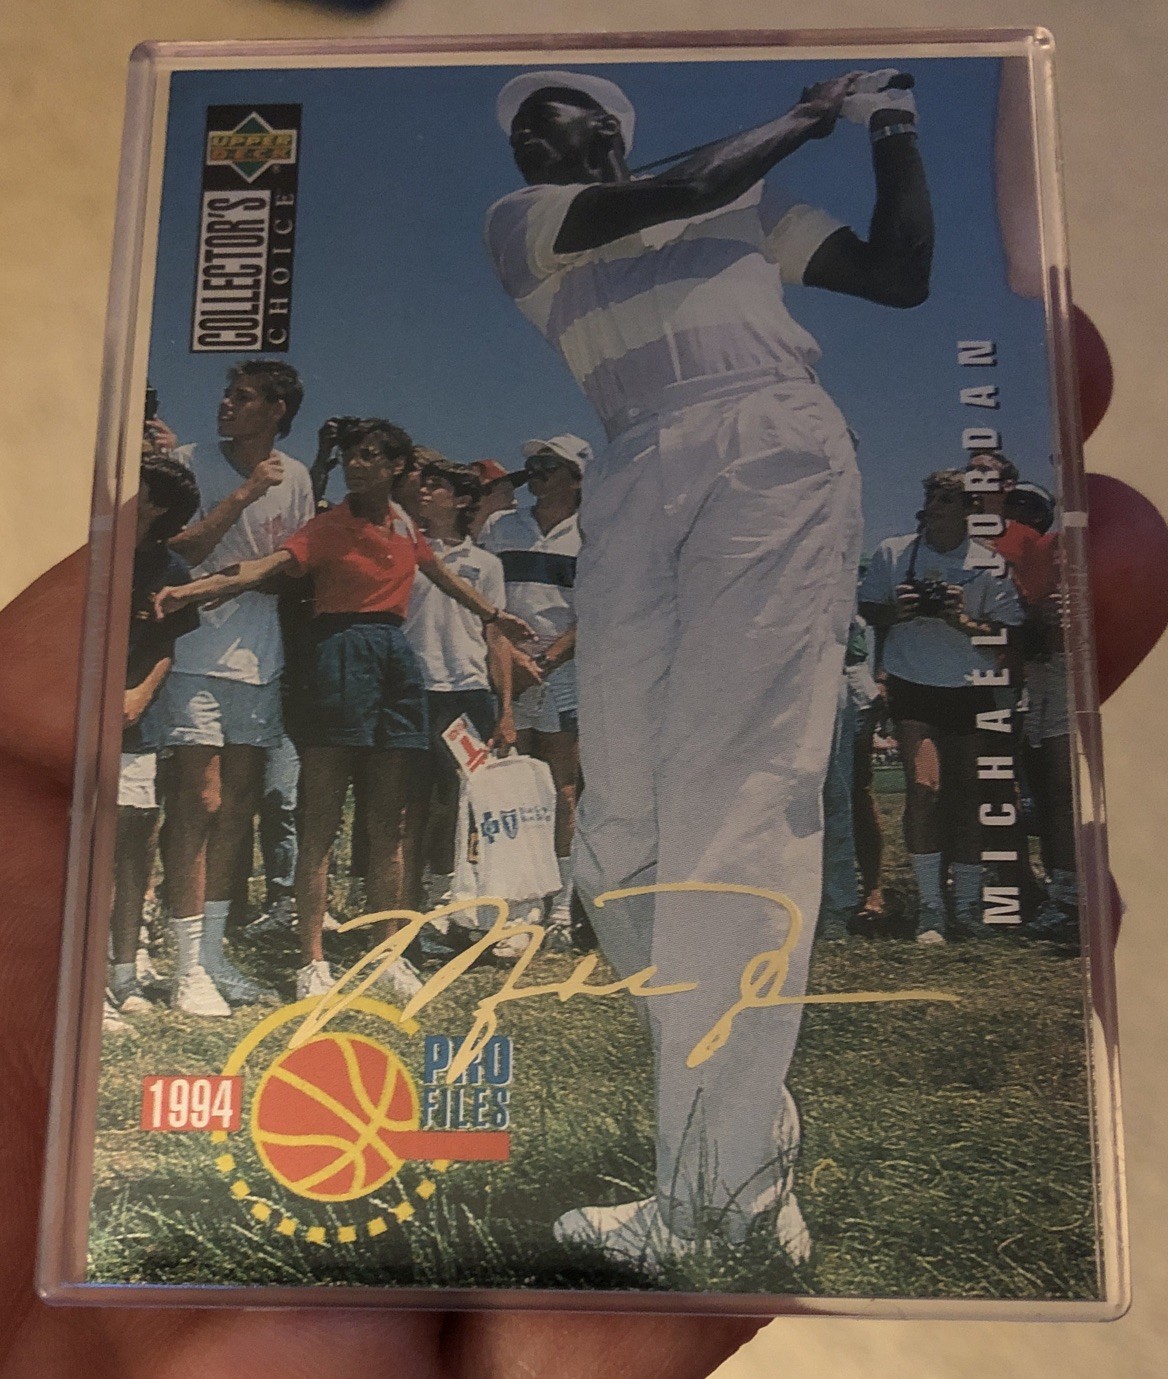 UPPER
DECK
COLLECTOR'S
CHOICE
MICHAEL JORDAN
1994
PRO
FILES